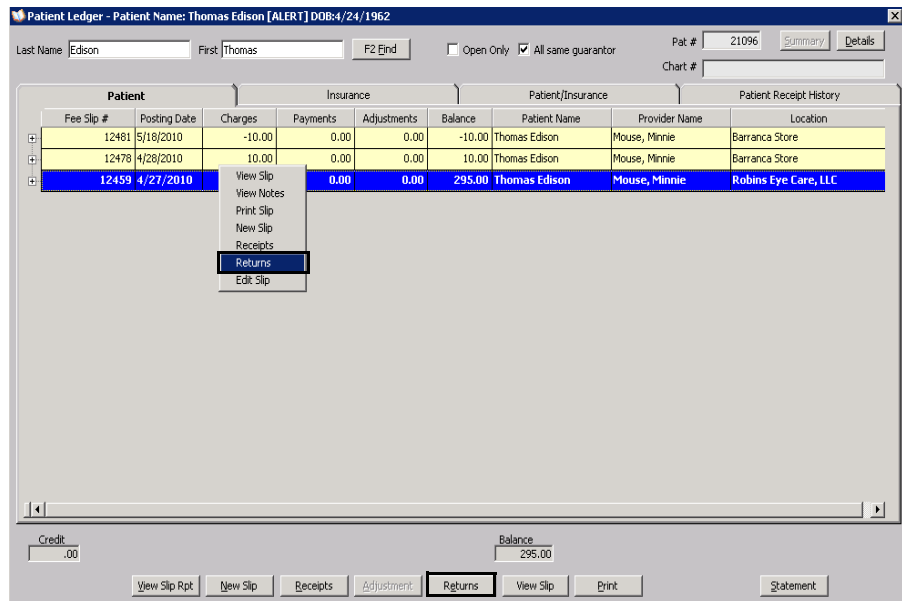 Patient Ledger - Patient Name: Thomas Edison [ALERT] DOB:4/24/1962
Last Name Edison First Thomas F2 Find Open Only All same guarantor Pat # 21096 Summary Details
Chart #
Patient Insurance Patient/Insurance Patient Receipt History
Fee Slip # Posting Date Charges Payments Adjustments Balance Patient Name Provider Name Location
12481 5/18/2010 -10.00 0.00 0.00 -10.00 Thomas Edison Mouse, Minnie Barranca Store
12478 4/28/2010 10.00 0.00 0.00 10.00 Thomas Edison Mouse, Minnie Barranca Store
12459 4/27/2010 0.00 0.00 295.00 Thomas Edison Mouse, Minnie Robins Eye Care, LLC
View Slip
View Notes
Print Slip
New Slip
Receipts
Returns
Edit Slip
Credit Balance
.00 295.00
View Slip Rpt New Slip Receipts Adjustment Returns View Slip Print Statement